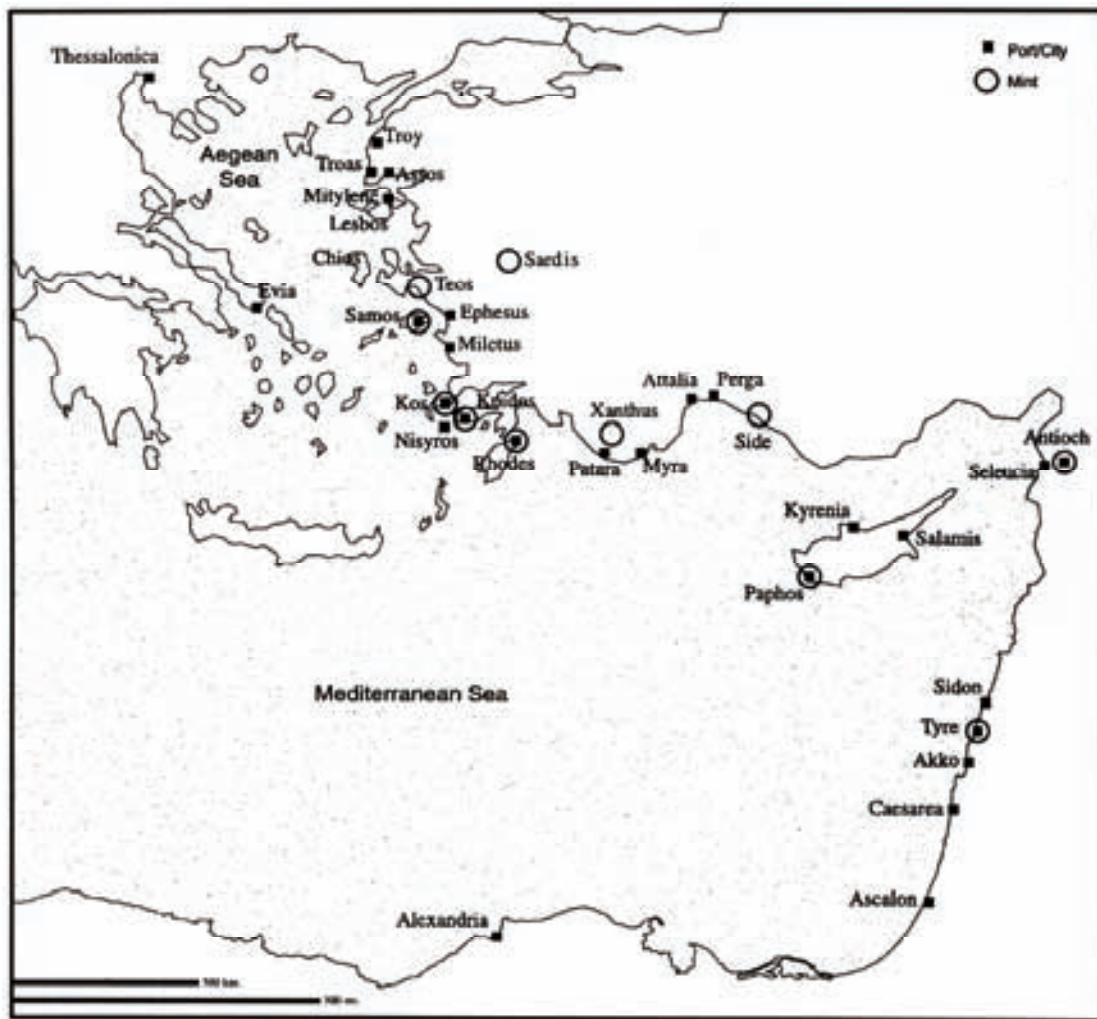 Thessalonica
Port/City
Mint
Troy
Aegean
Sea
Troas
Assos
Mitylene
Lesbos
Chios
Sardis
Teos
Evia
Samos
Ephesus
Miletus
Attalia
Perga
Kos
Knidos
Xanthus
Side
Nisyros
Rhodes
Patara
Myra
Antioch
Seleucia
Kyrenia
Salamis
Paphos
Mediterranean Sea
Sidon
Tyre
Akko
Caesarea
Ascalon
Alexandria